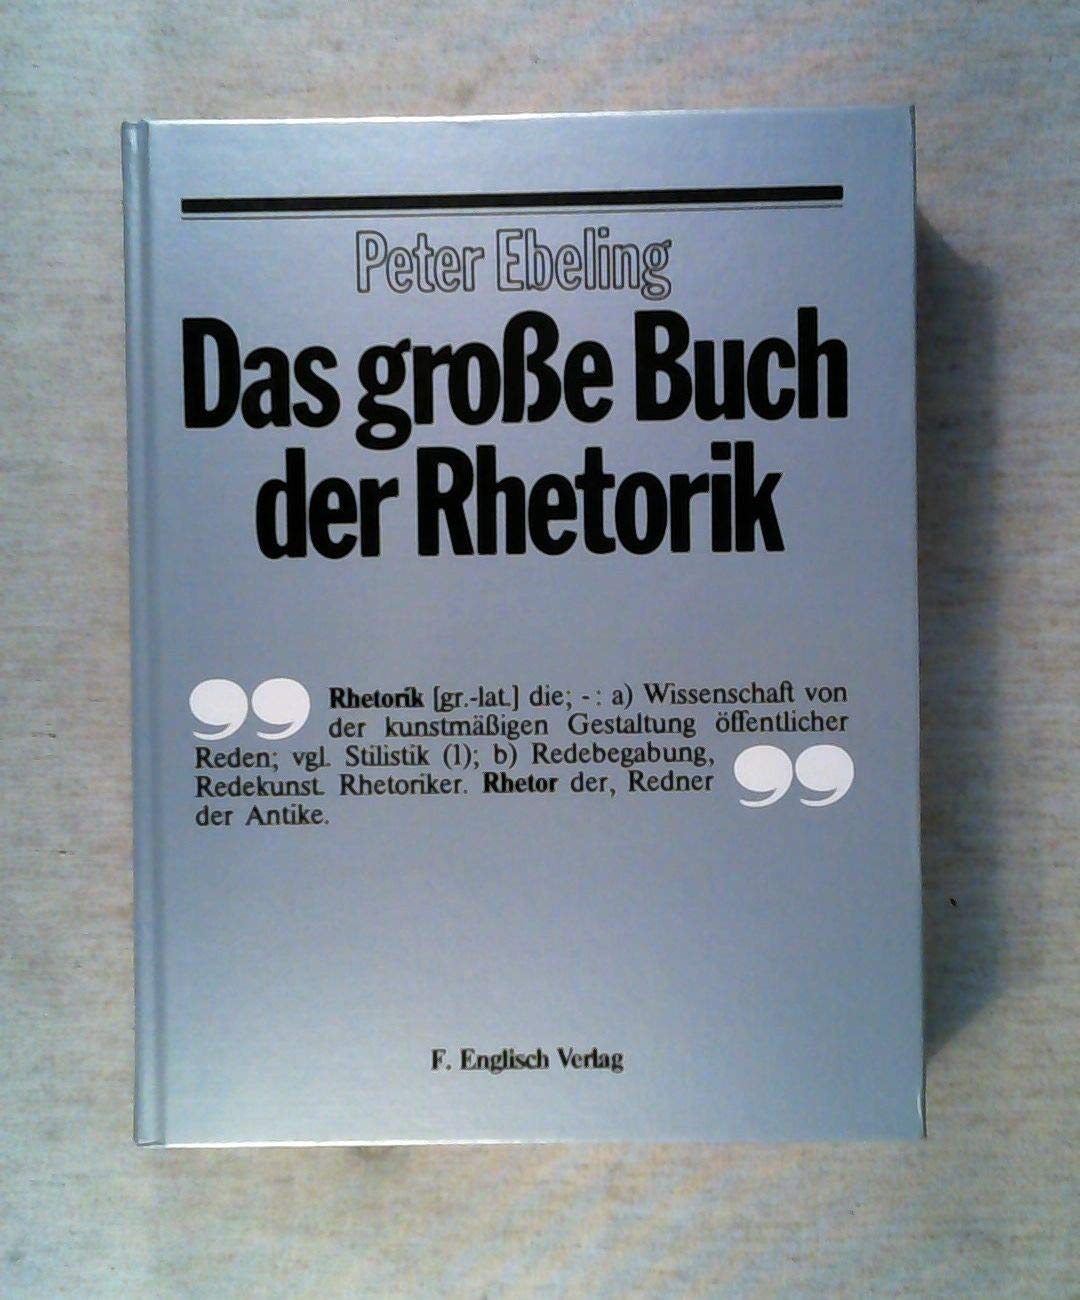 Peter Ebeling
Das große Buch
der Rhetorik
Rhetorik [gr.-lat.] die; - : a) Wissenschaft von
der kunstmäßigen Gestaltung öffentlicher
Reden; vgl. Stilistik (1); b) Redebegabung,
Redekunst. Rhetoriker. Rhetor der, Redner
der Antike.
F. Englisch Verlag